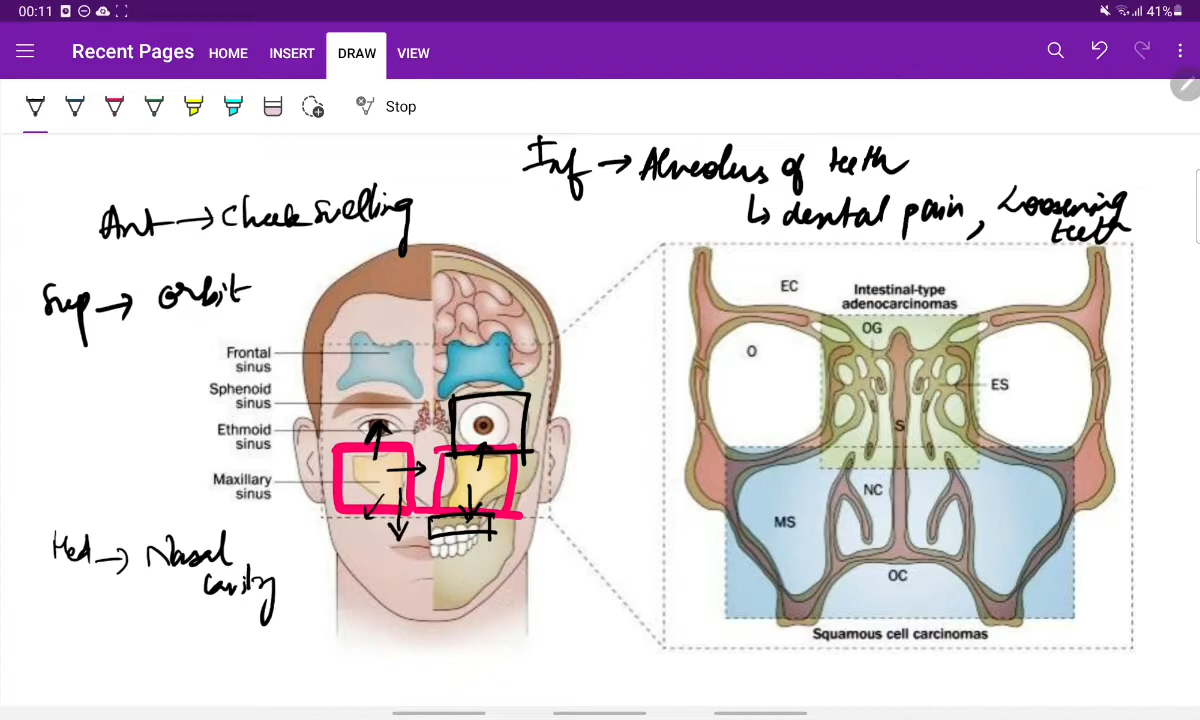 00:11
41%
Recent Pages HOME INSERT DRAW VIEW
Stop
Inf → Alveolus of teeth
↳ dental pain, Loosening
teeth
Ant → Cheek Swelling
Sup → orbit
Med → Nasal
cavity
Frontal
sinus
Sphenoid
sinus
Ethmoid
sinus
Maxillary
sinus
EC
Intestinal-type
adenocarcinomas
OG
O
ES
S
NC
MS
OC
Squamous cell carcinomas